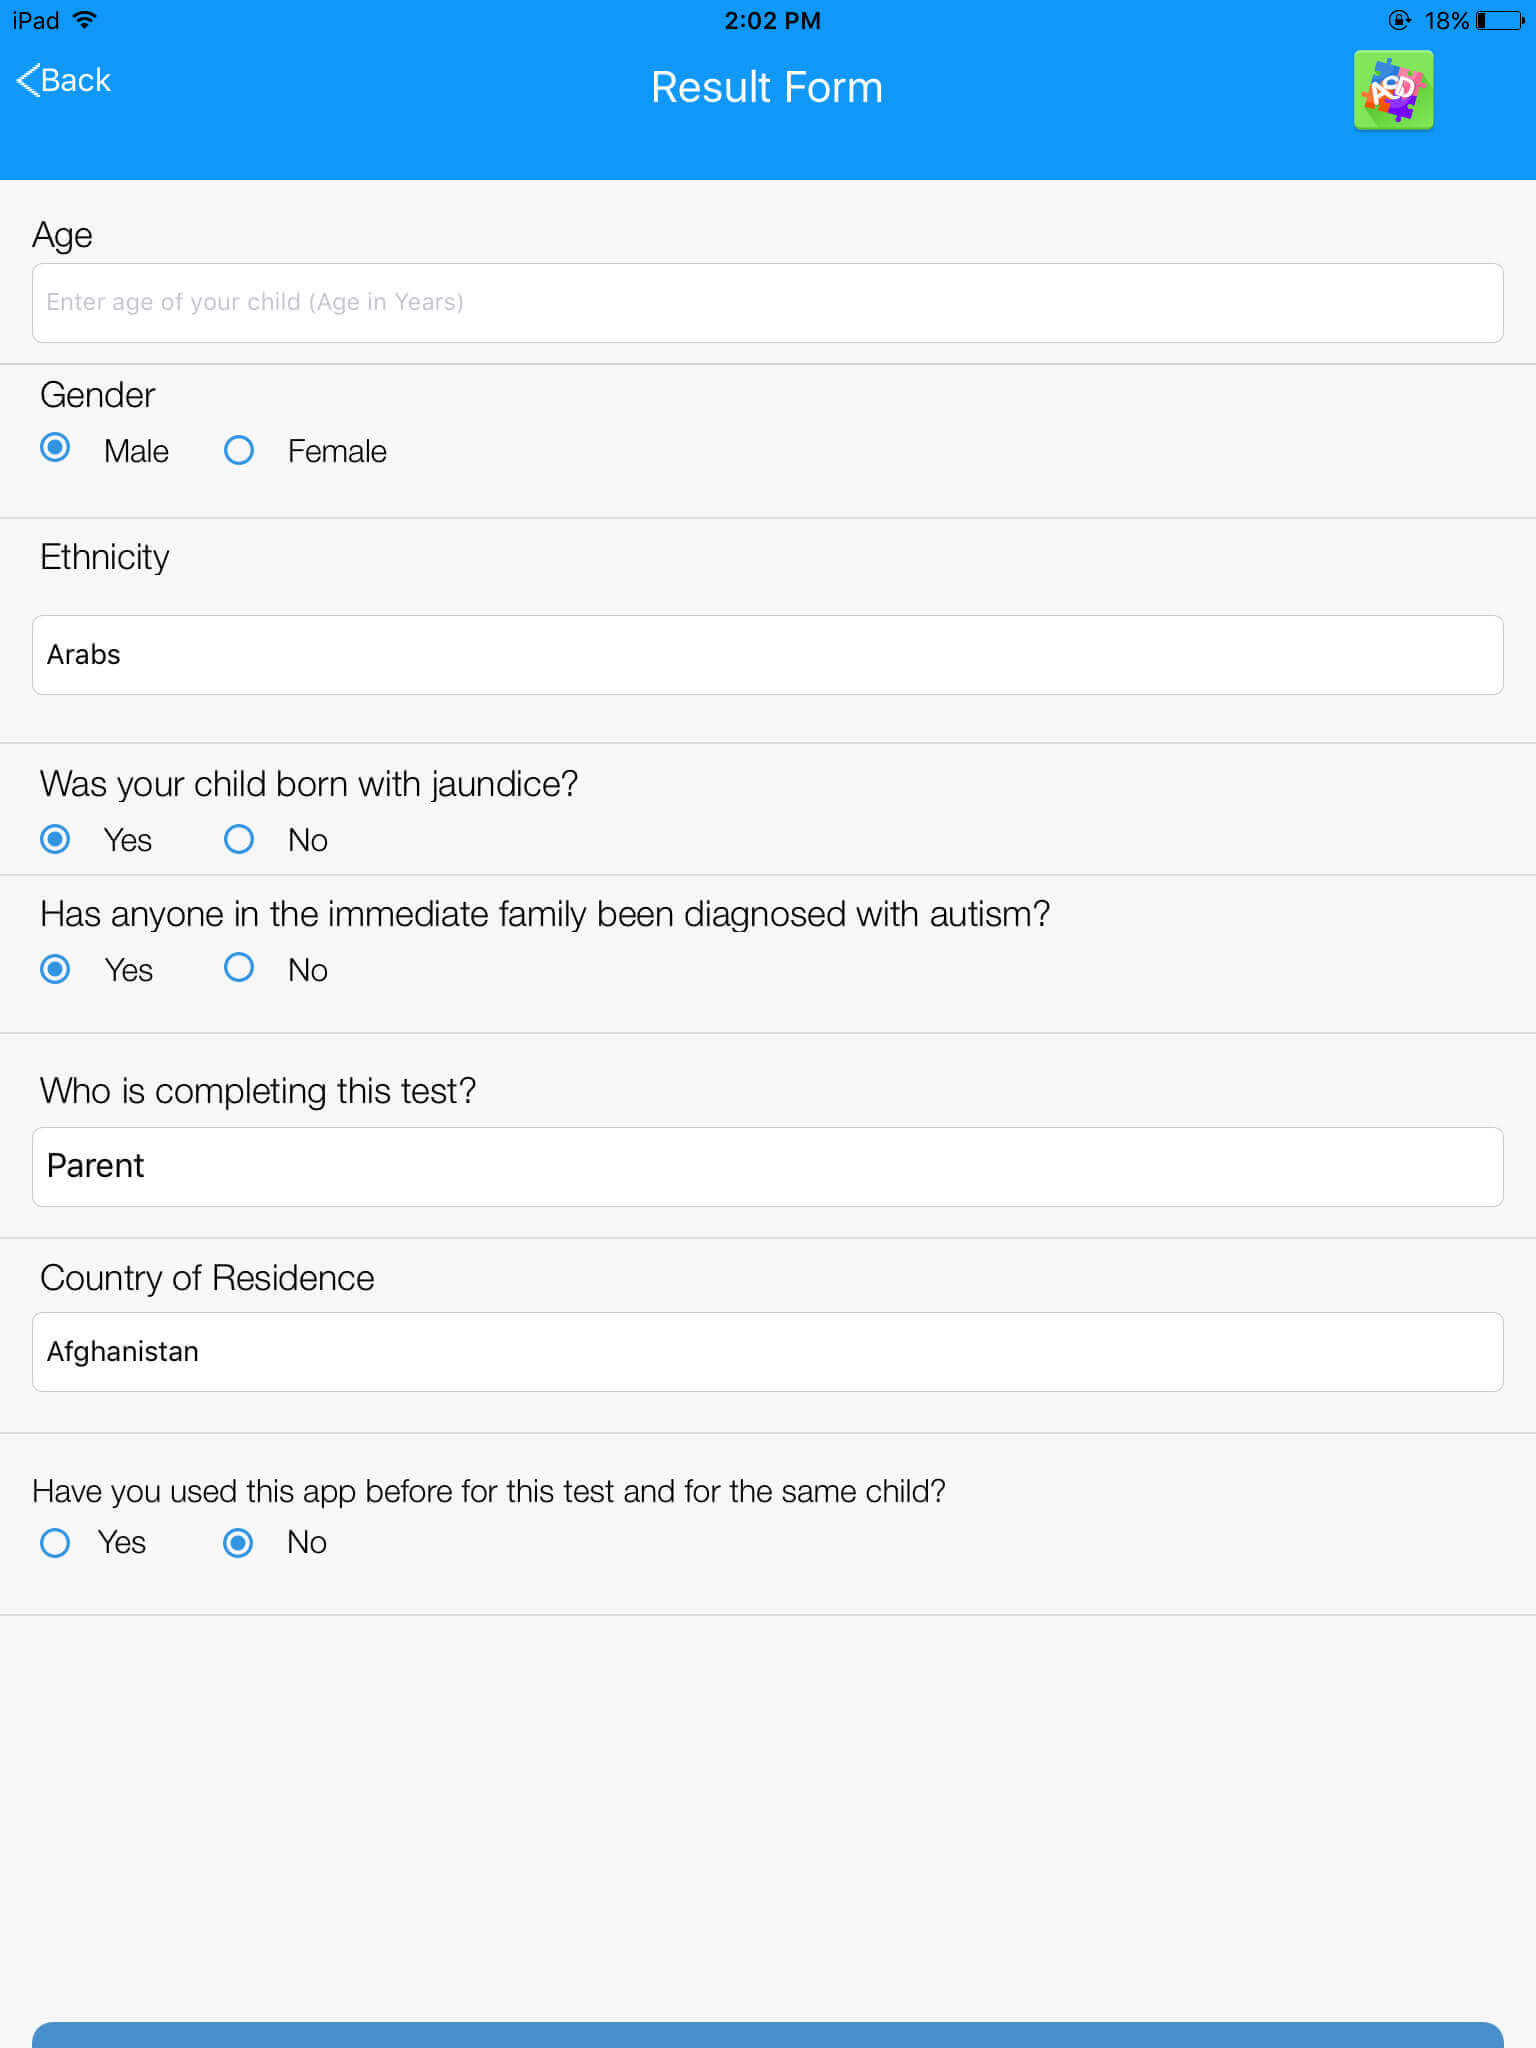 iPad 2:02 PM 18%
Back
Result Form
ASD
Age
Enter age of your child (Age in Years)
Gender
Male Female
Ethnicity
Arabs
Was your child born with jaundice?
Yes No
Has anyone in the immediate family been diagnosed with autism?
Yes No
Who is completing this test?
Parent
Country of Residence
Afghanistan
Have you used this app before for this test and for the same child?
Yes No